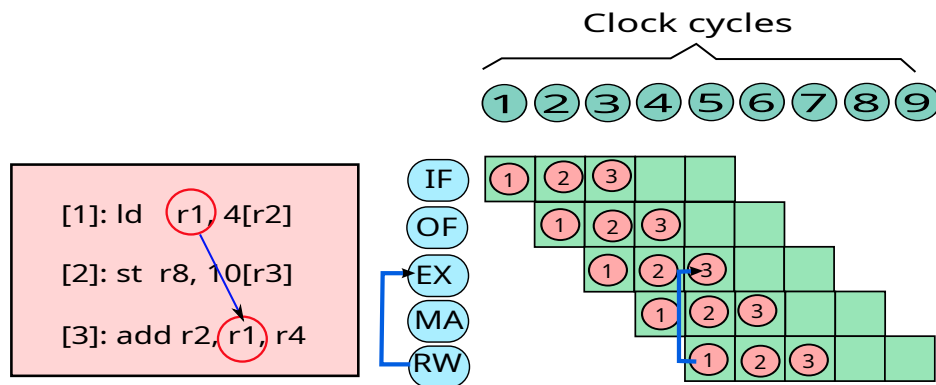 Clock cycles
1 2 3 4 5 6 7 8 9
[1]: ld r1, 4[r2]
[2]: st r8, 10[r3]
[3]: add r2, r1, r4
IF 1 2 3
OF 1 2 3
EX 1 2 3
MA 1 2 3
RW 1 2 3